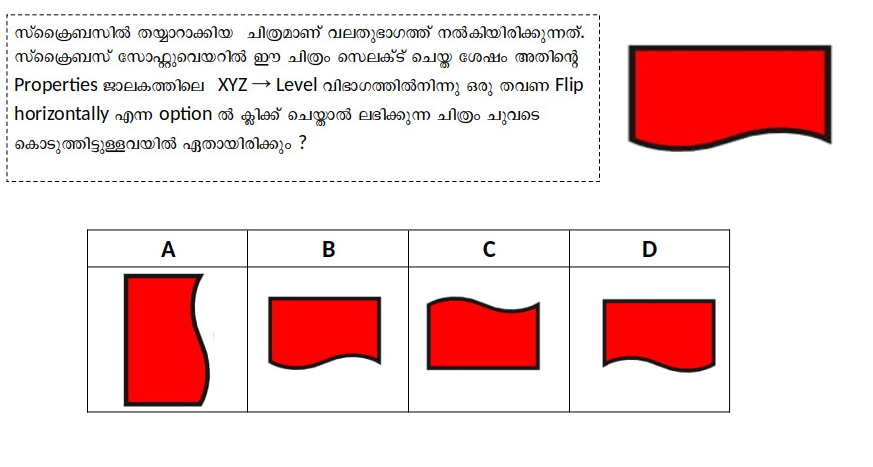 സ്ക്രൈബസിൽ തയ്യാറാക്കിയ ചിത്രമാണ് വലതുഭാഗത്ത് നൽകിയിരിക്കുന്നത്.
സ്ക്രൈബസ് സോഫ്റ്റുവെയറിൽ ഈ ചിത്രം സെലക്ട് ചെയ്ത ശേഷം അതിന്റെ
Properties ജാലകത്തിലെ XYZ → Level വിഭാഗത്തിൽനിന്നു ഒരു തവണ Flip
horizontally എന്ന option ൽ ക്ലിക്ക് ചെയ്താൽ ലഭിക്കുന്ന ചിത്രം ചുവടെ
കൊടുത്തിട്ടുള്ളവയിൽ ഏതായിരിക്കും ?
A B C D